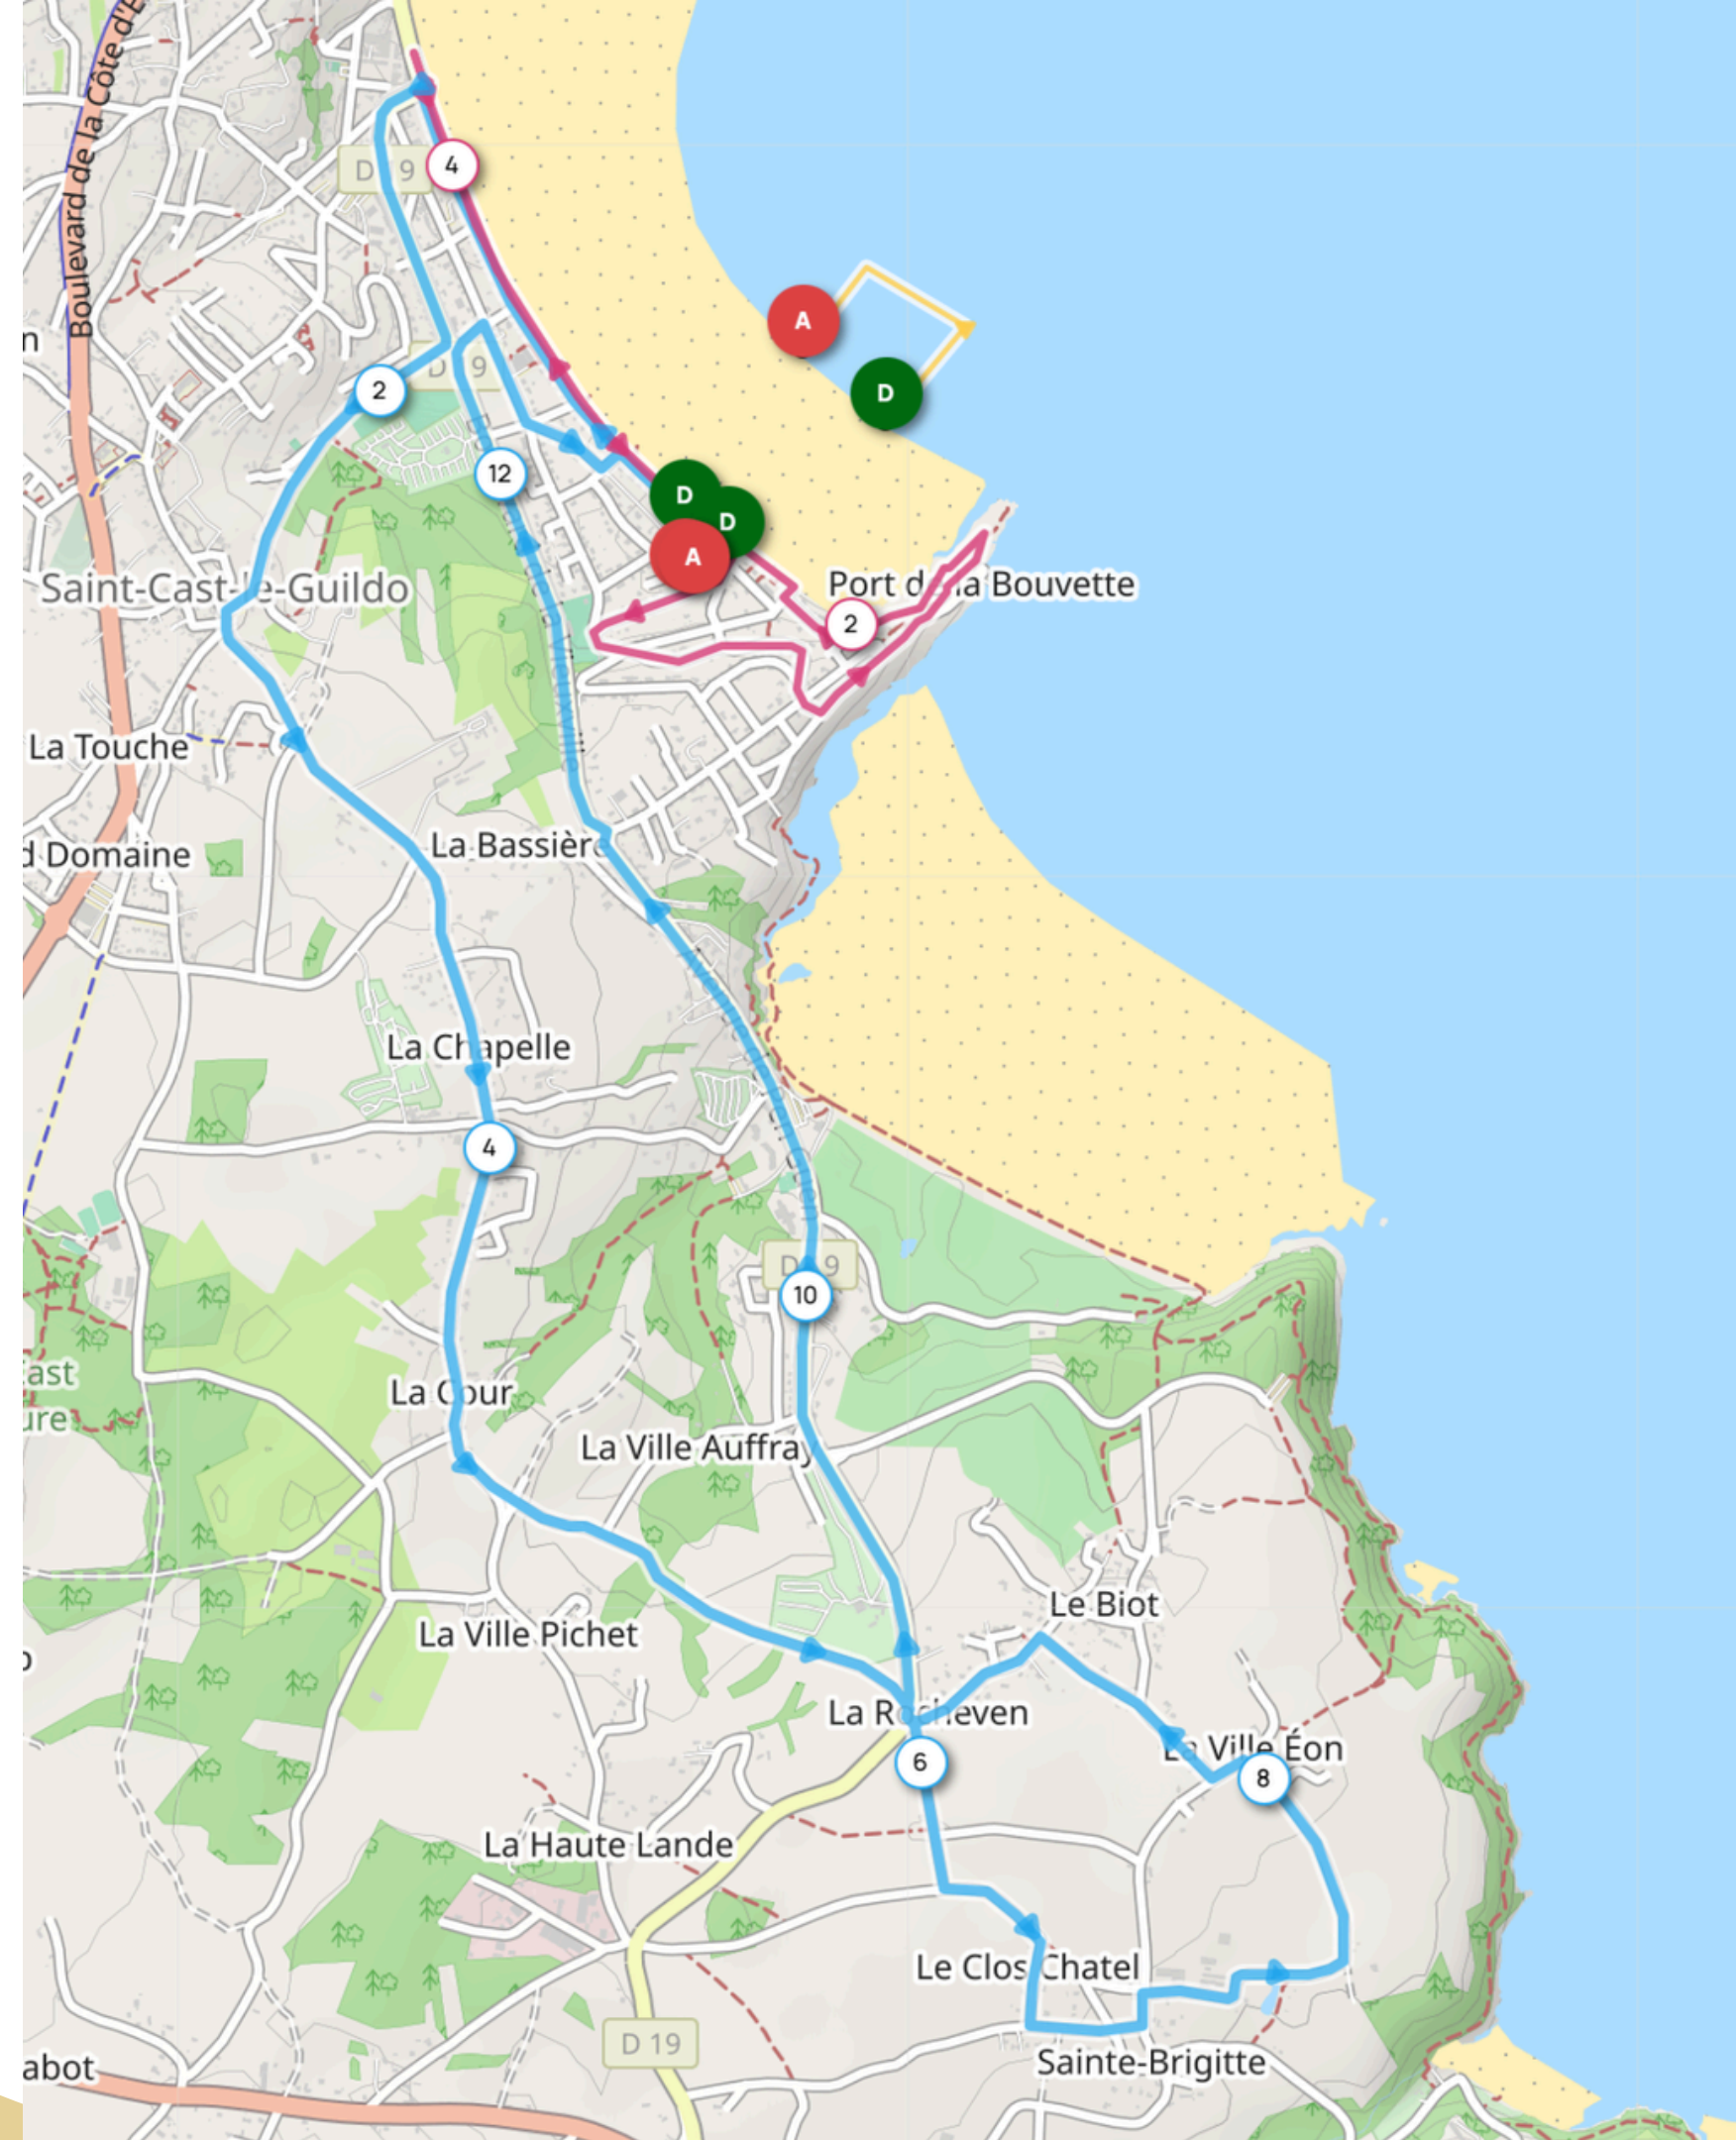 Boulevard de la Côte d'E
D 9
4
A
n
D 9
D
2
12
D
D
A
Saint-Cast-le-Guildo
Port de la Bouvette
2
La Touche
d Domaine
La Bassière
La Chapelle
4
D 9
10
ast
ure
La Cour
La Ville Auffray
Le Biot
La Ville Pichet
La Rocheven
La Ville Éon
6
8
La Haute Lande
Le Clos Chatel
D 19
Sainte-Brigitte
abot